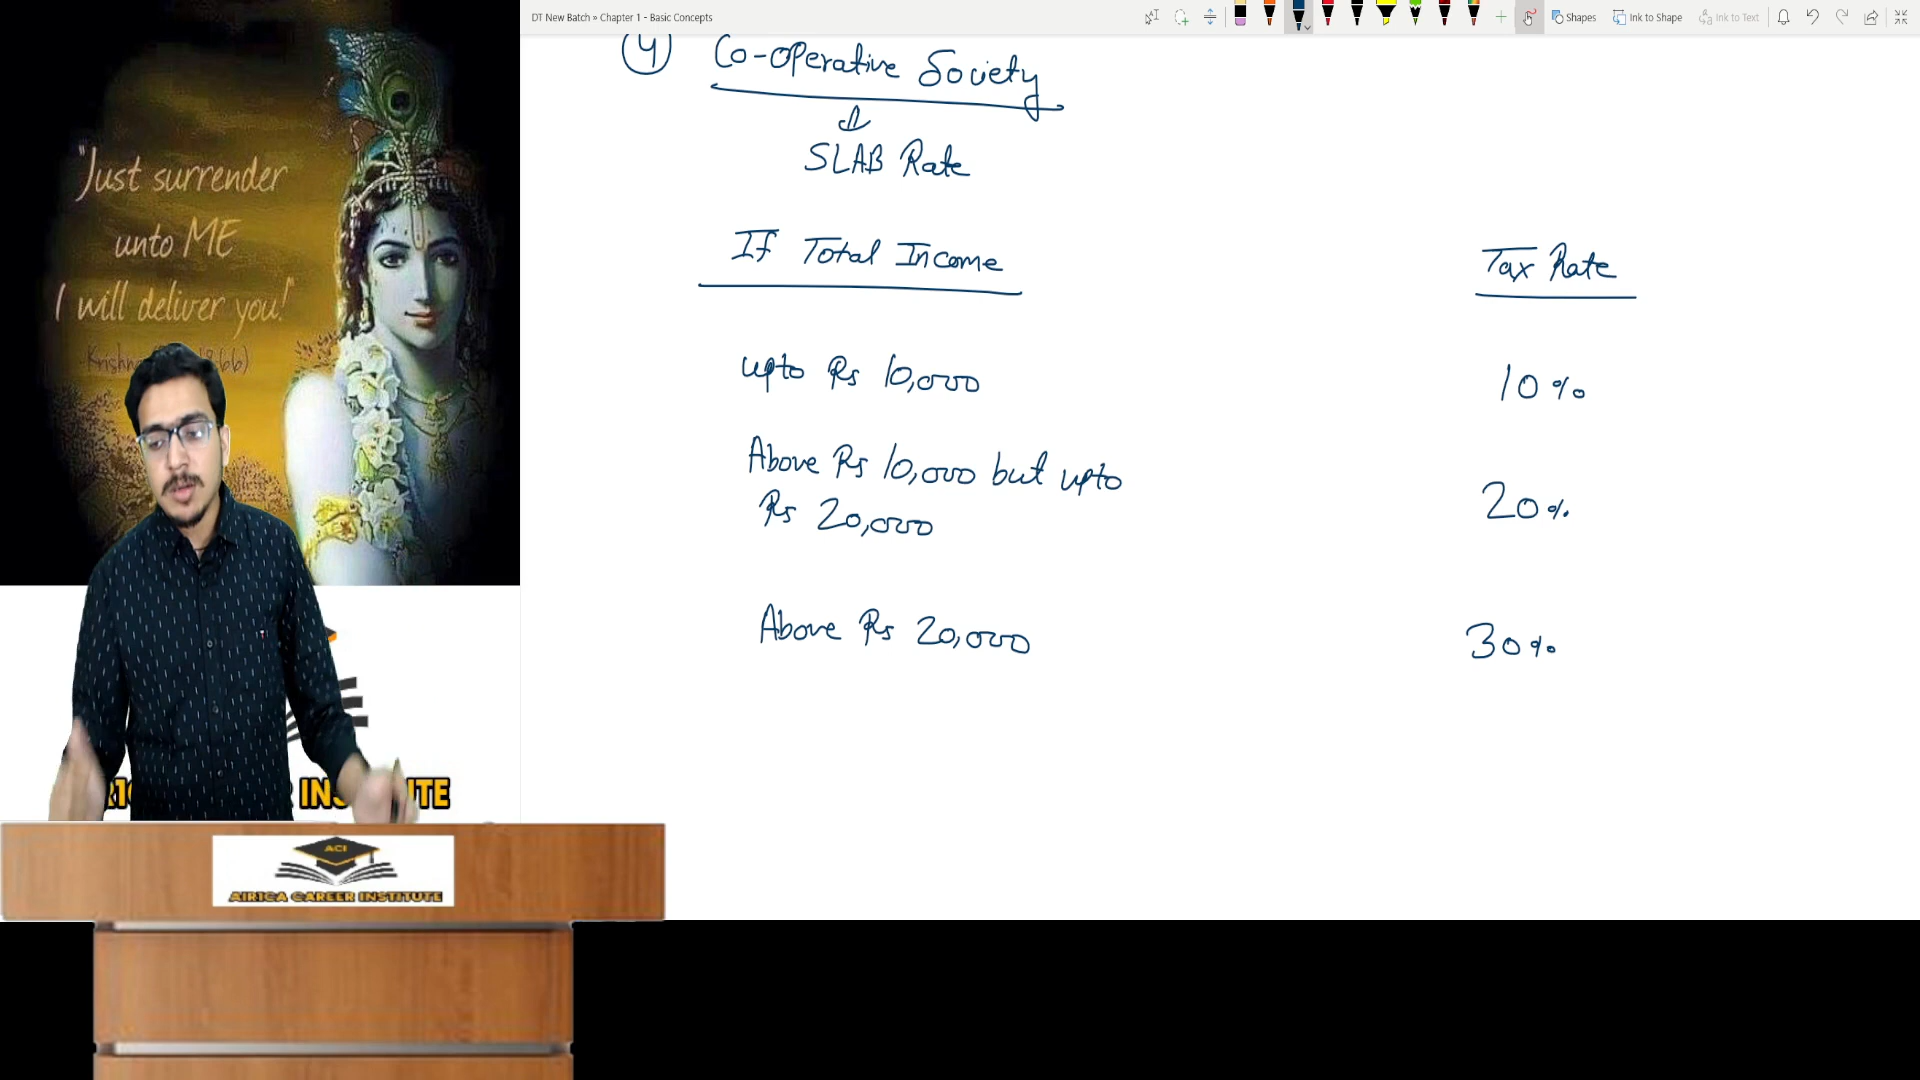 DT New Batch » Chapter 1 - Basic Concepts
Shapes
Ink to Shape
Ink to Text
"Just surrender
unto ME
I will deliver you!"
4 Co-operative Society
SLAB Rate
If Total Income
Tax Rate
upto Rs 10,000
10%
Above Rs 10,000 but upto
Rs 20,000
20%
Above Rs 20,000
30%
ACI
AIR1CA CAREER INSTITUTE